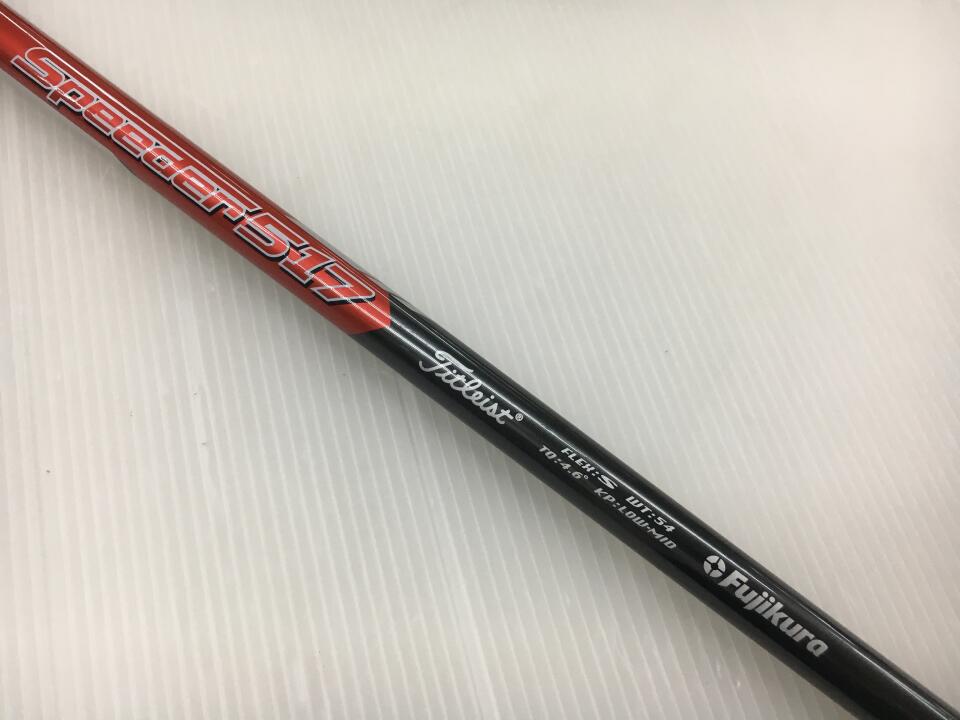 Speeder 517
Titleist®
FLEX:S WT:54
TQ:4.6° KP:LOW-MID
Fujikura